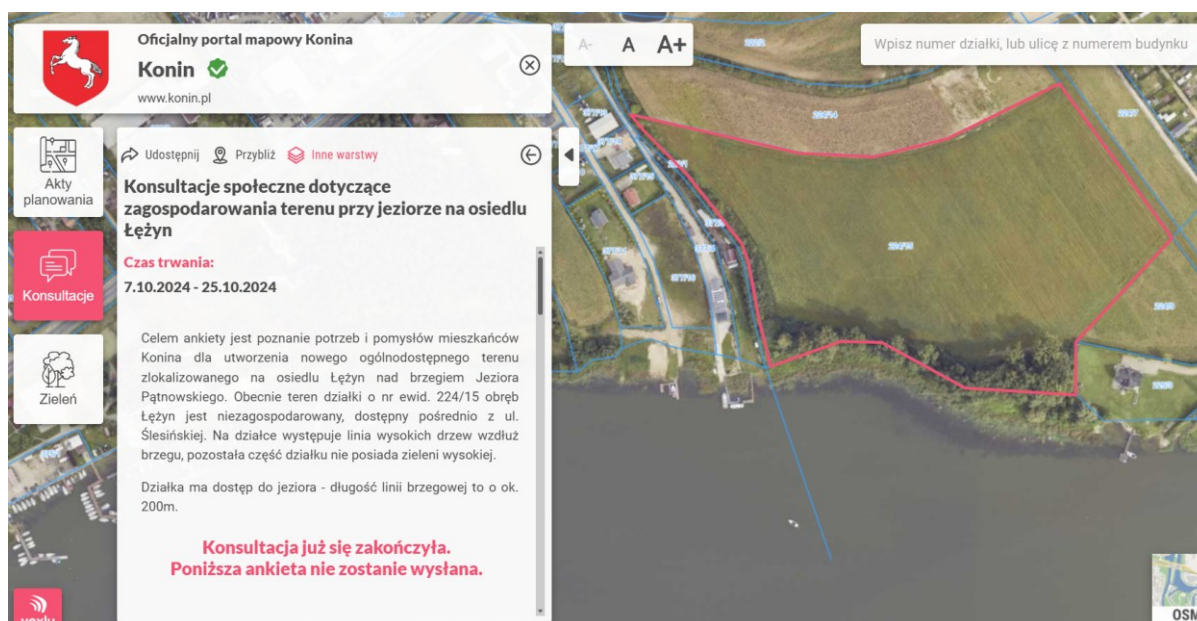 Oficjalny portal mapowy Konina
Konin
www.konin.pl
A-
A
A+
Wpisz numer działki, lub ulicę z numerem budynku
Akty
planowania
Konsultacje
Zieleń
Udostępnij
Przybliż
Inne warstwy
Konsultacje społeczne dotyczące
zagospodarowania terenu przy jeziorze na osiedlu
Łężyn
Czas trwania:
7.10.2024 - 25.10.2024
Celem ankiety jest poznanie potrzeb i pomysłów mieszkańców
Konina dla utworzenia nowego ogólnodostępnego terenu
zlokalizowanego na osiedlu Łężyn nad brzegiem Jeziora
Pątnowskiego. Obecnie teren działki o nr ewid. 224/15 obręb
Łężyn jest niezagospodarowany, dostępny pośrednio z ul.
Ślesińskiej. Na działce występuje linia wysokich drzew wzdłuż
brzegu, pozostała część działku nie posiada zieleni wysokiej.
Działka ma dostęp do jeziora - długość linii brzegowej to o ok.
200m.
Konsultacja już się zakończyła.
Poniższa ankieta nie zostanie wysłana.
224/14
224/15
OSM